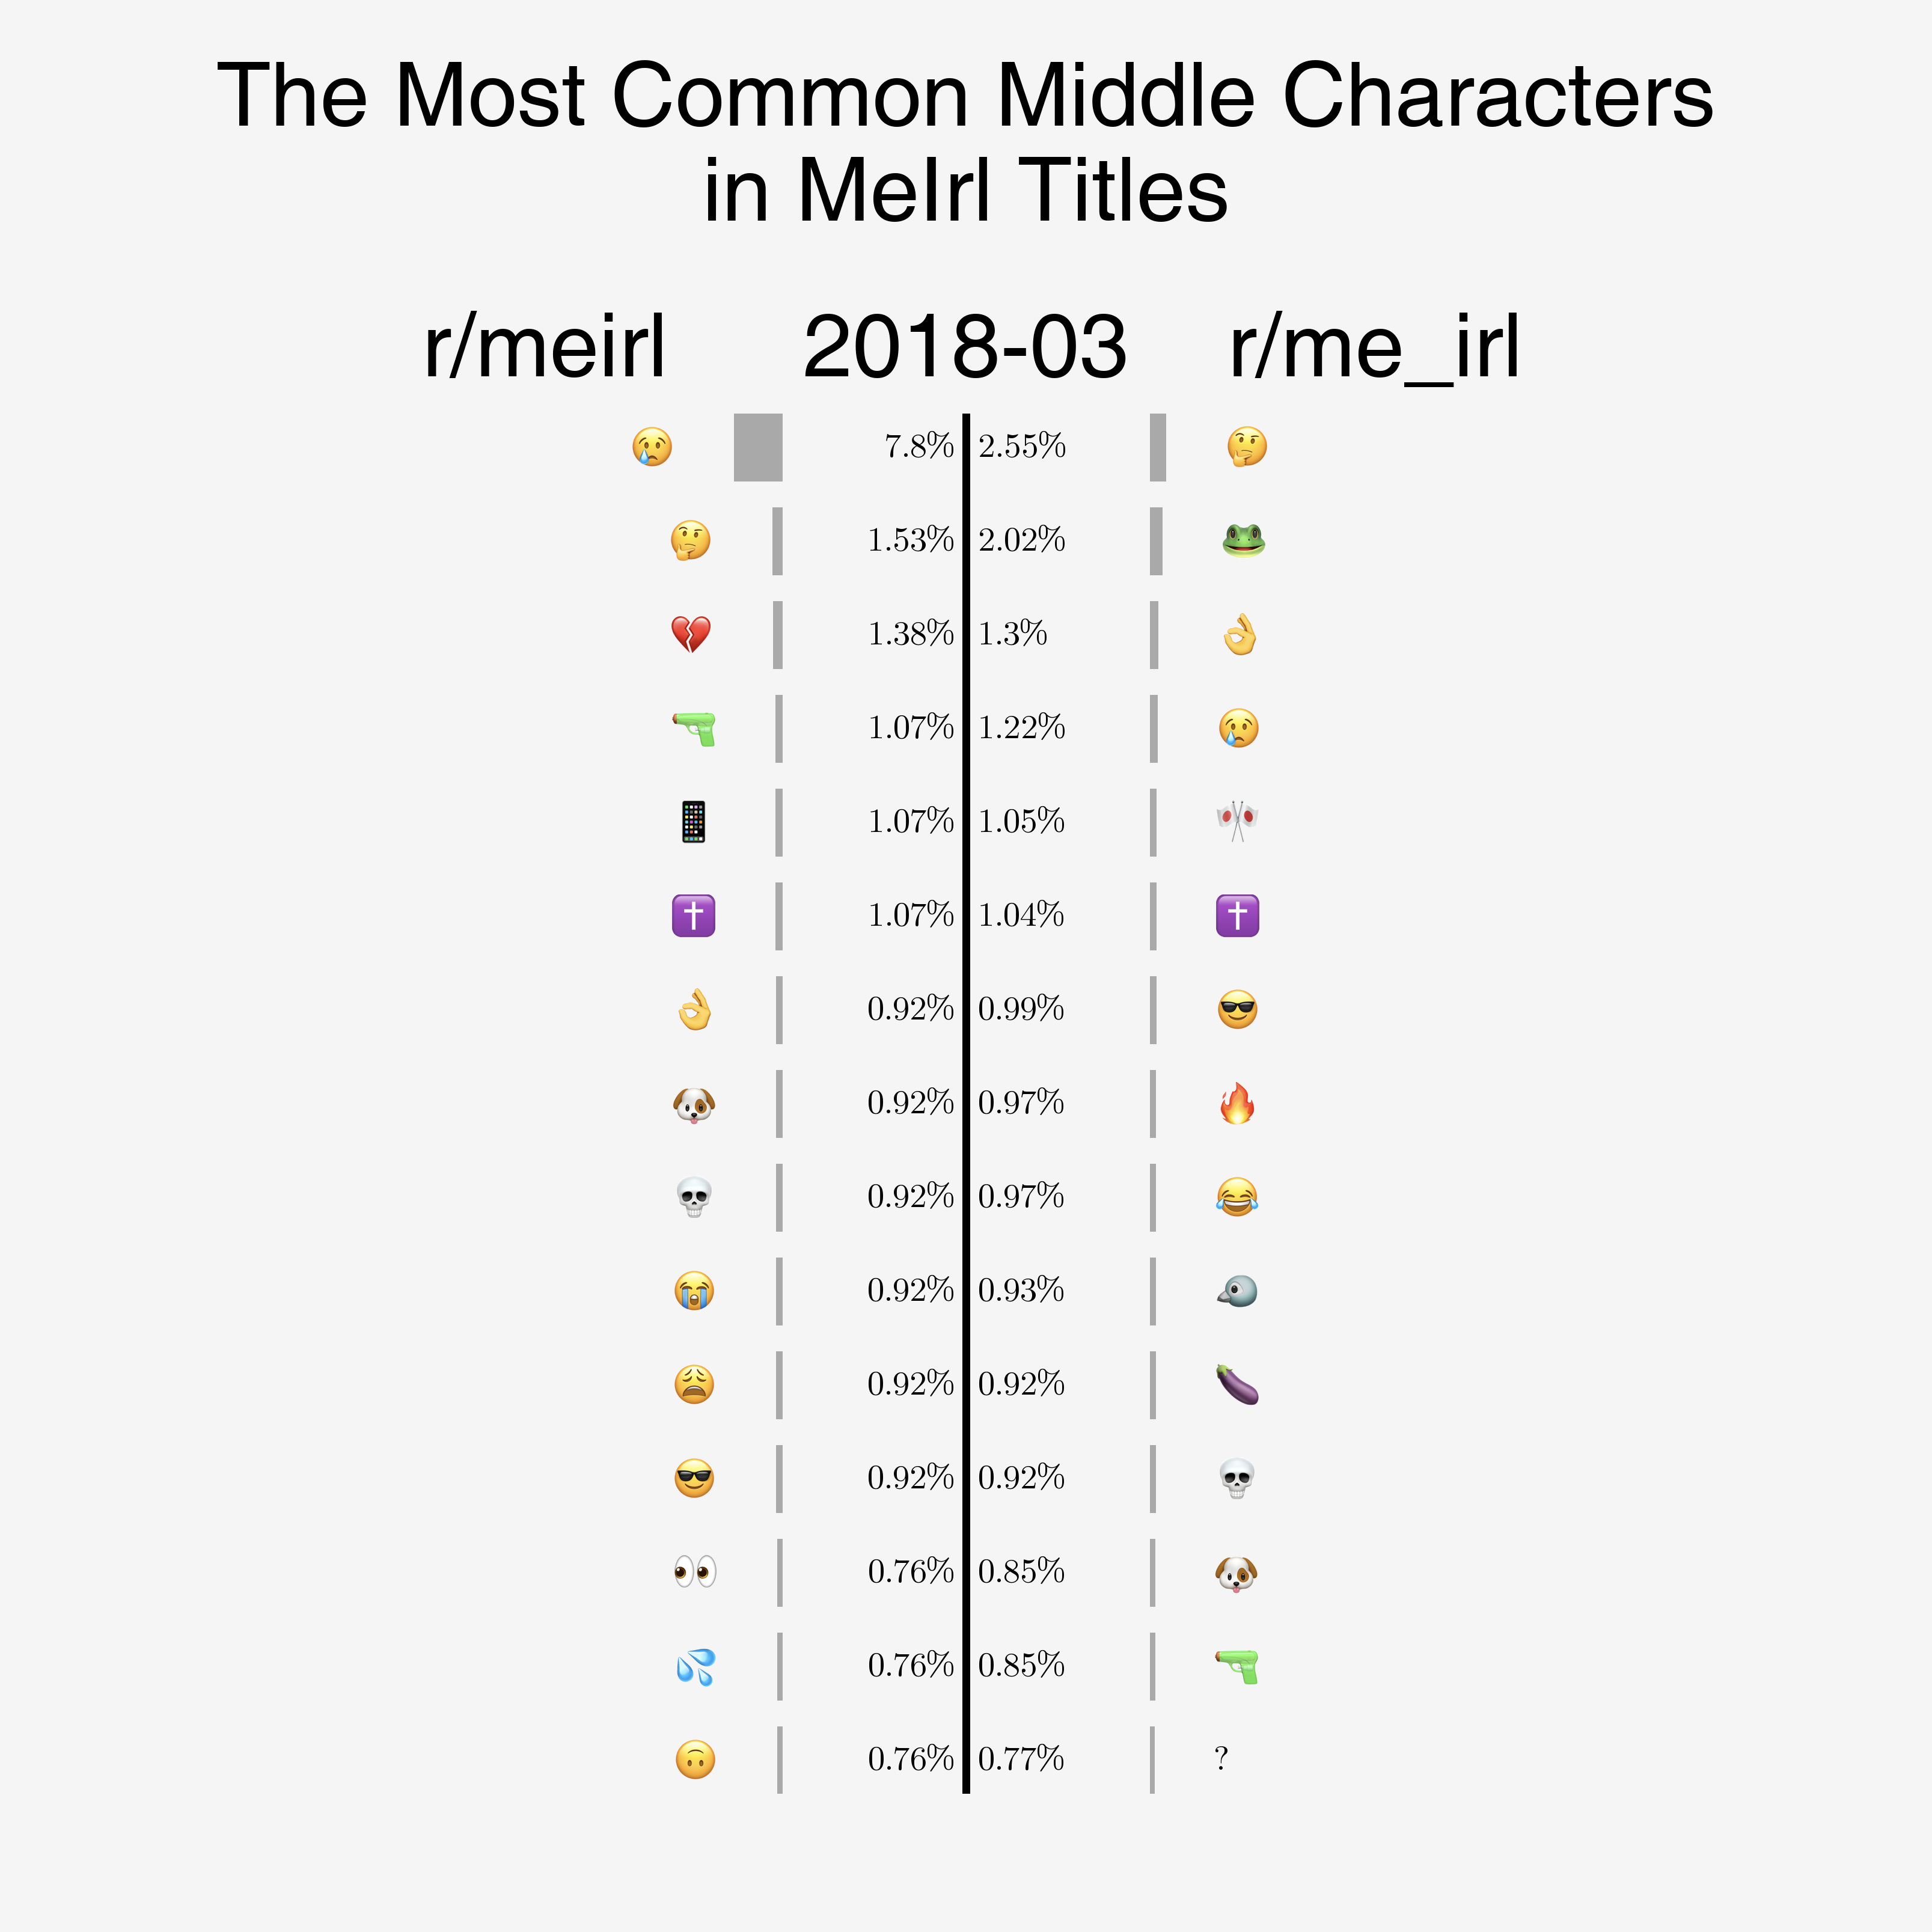 The Most Common Middle Characters
in MeIrl Titles
r/meirl 2018-03 r/me_irl
😢 7.8% 2.55% 🤔
🤔 1.53% 2.02% 🐸
💔 1.38% 1.3% 👌
🔫 1.07% 1.22% 😢
📱 1.07% 1.05% 🎌
✝️ 1.07% 1.04% ✝️
👌 0.92% 0.99% 😎
🐶 0.92% 0.97% 🔥
💀 0.92% 0.97% 😂
😭 0.92% 0.93% 🐦
😩 0.92% 0.92% 🍆
😎 0.92% 0.92% 💀
👀 0.76% 0.85% 🐶
💦 0.76% 0.85% 🔫
🙃 0.76% 0.77% ?